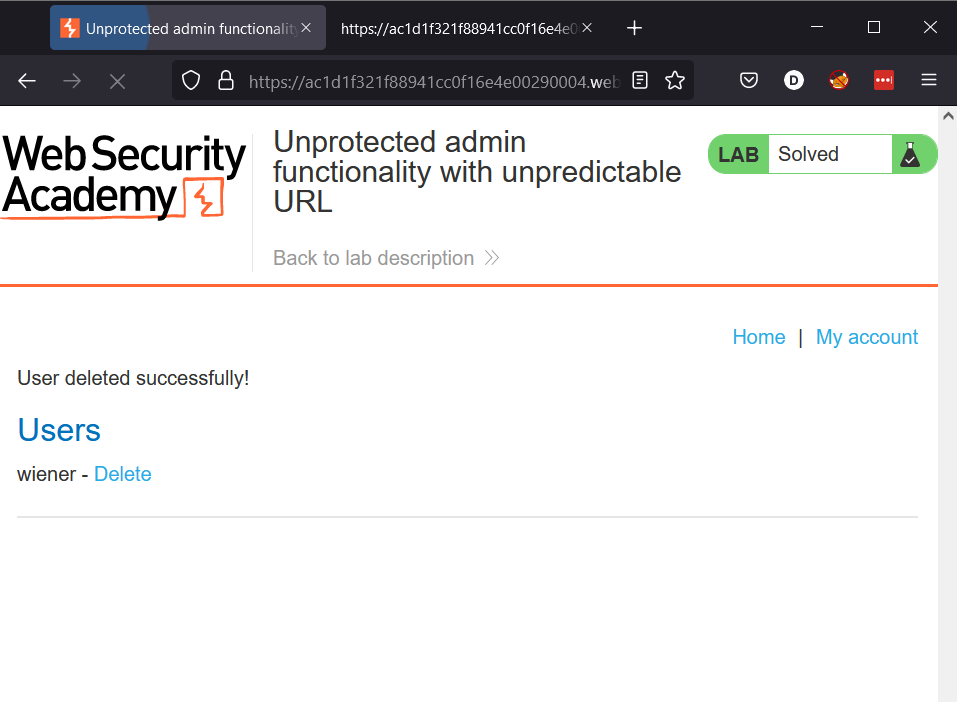 Unprotected admin functionality
https://ac1d1f321f88941cc0f16e4e0
https://ac1d1f321f88941cc0f16e4e00290004.web
D
Web Security
Academy
Unprotected admin
functionality with unpredictable
URL
Back to lab description
LAB Solved
Home | My account
User deleted successfully!
Users
wiener - Delete